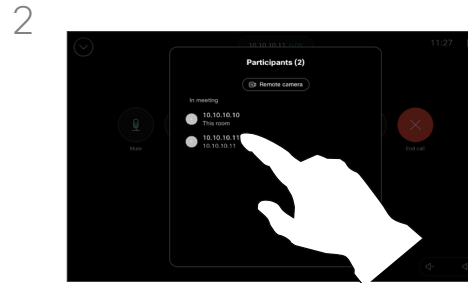 2
10.10.10.11
11:27
Participants (2)
Remote camera
In meeting
10.10.10.10
This room
10.10.10.11
10.10.10.11
Mute
End call